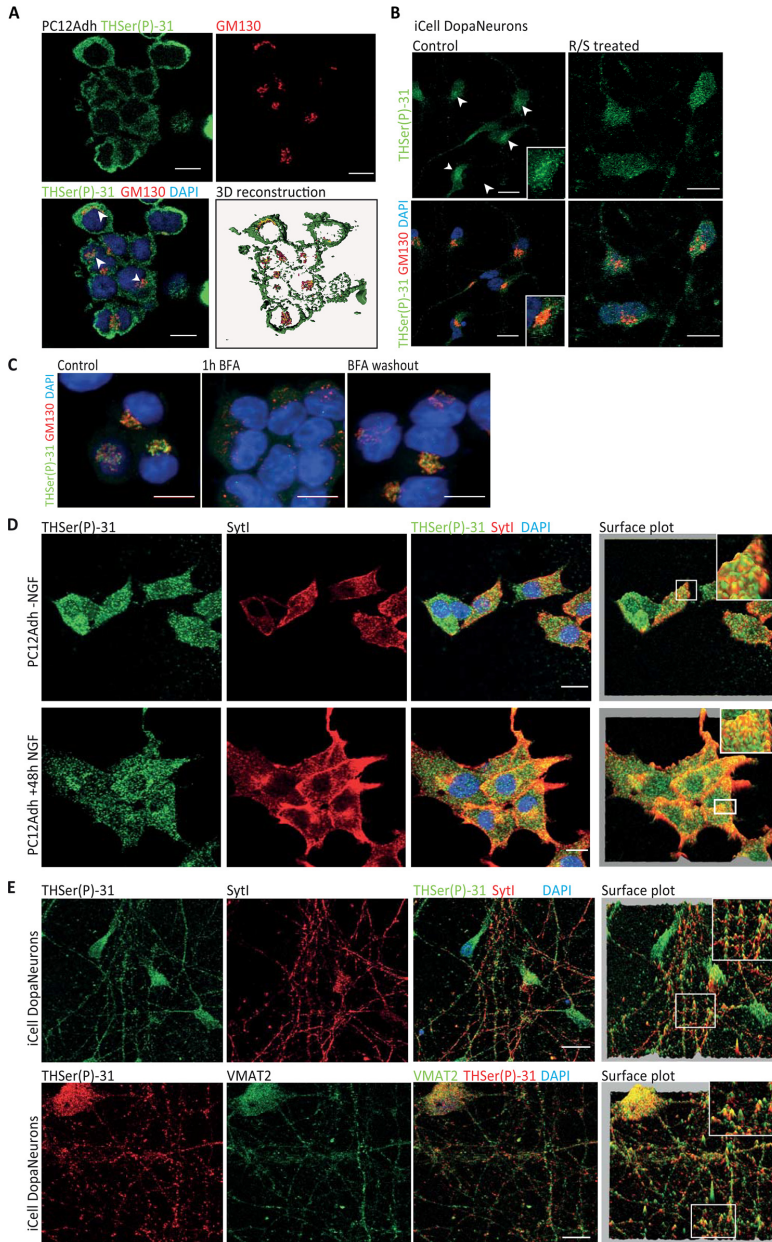 A
PC12Adh THSer(P)-31
GM130
THSer(P)-31 GM130 DAPI
3D reconstruction
B
iCell DopaNeurons
Control
R/S treated
THSer(P)-31
THSer(P)-31 GM130 DAPI
C
Control
1h BFA
BFA washout
THSer(P)-31 GM130 DAPI
D
THSer(P)-31
SytI
THSer(P)-31 SytI DAPI
Surface plot
PC12Adh -NGF
PC12Adh +48h NGF
E
THSer(P)-31
SytI
THSer(P)-31 SytI DAPI
Surface plot
iCell DopaNeurons
THSer(P)-31
VMAT2
VMAT2 THSer(P)-31 DAPI
Surface plot
iCell DopaNeurons